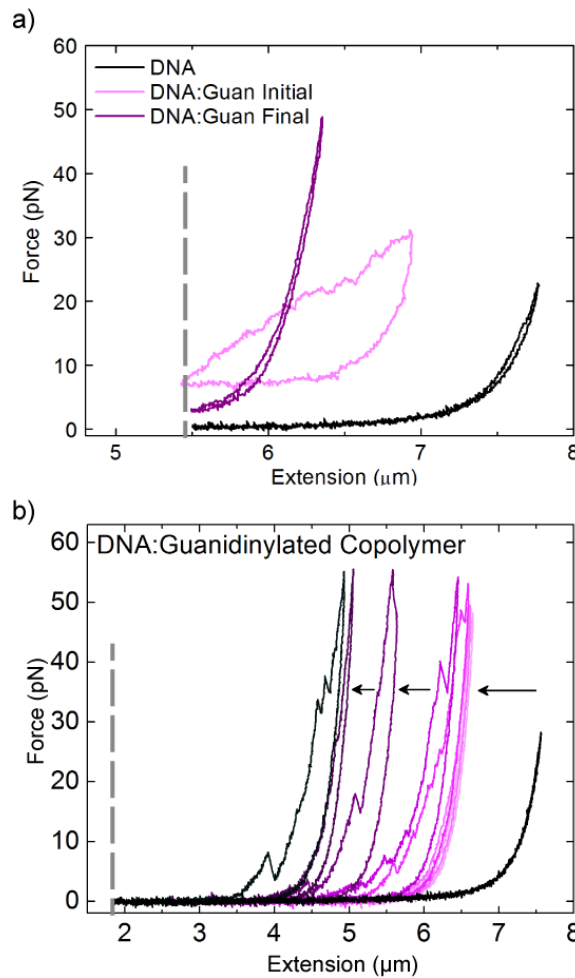 a)
60
50
40
30
20
10
0
Force (pN)
DNA
DNA:Guan Initial
DNA:Guan Final
5 6 7 8
Extension (μm)
b)
60
50
40
30
20
10
0
Force (pN)
DNA:Guanidinylated Copolymer
2 3 4 5 6 7 8
Extension (μm)